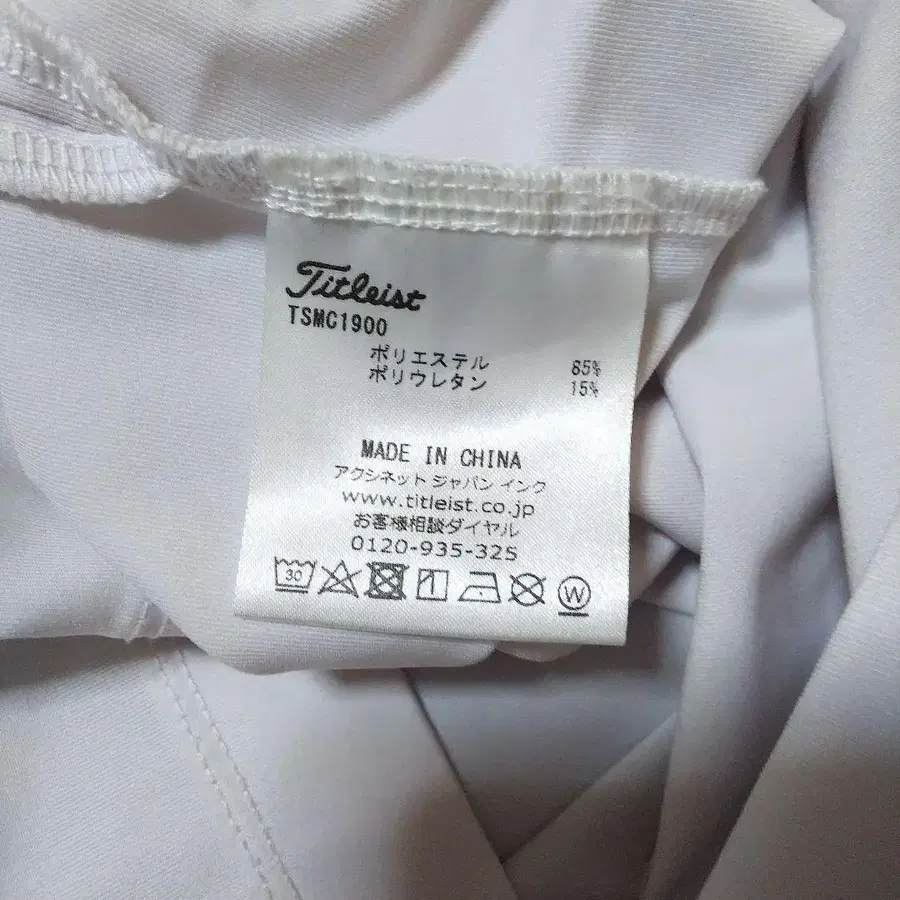 Titleist
TSMC1900
ポリエステル 85%
ポリウレタン 15%
MADE IN CHINA
アクシネット ジャパン インク
www.titleist.co.jp
お客様相談ダイヤル
0120-935-325
30 W